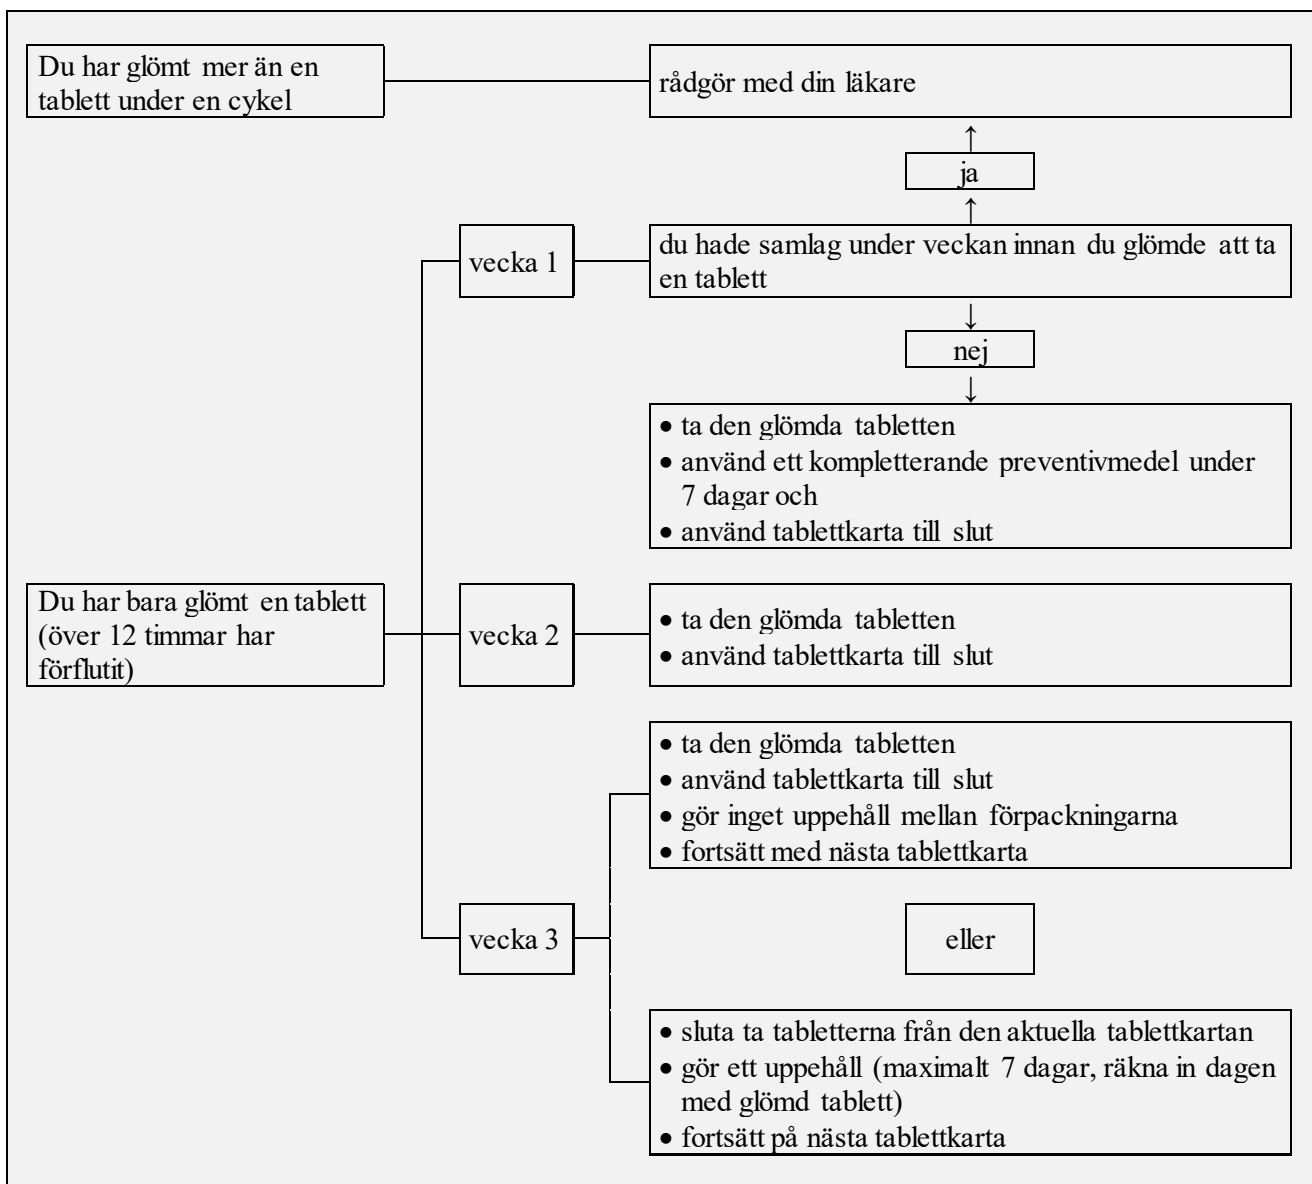 Du har glömt mer än en
tablett under en cykel
rådgör med din läkare
↑
ja
↑
vecka 1
du hade samlag under veckan innan du glömde att ta
en tablett
↓
nej
↓
• ta den glömda tabletten
• använd ett kompletterande preventivmedel under
7 dagar och
• använd tablettkarta till slut
Du har bara glömt en tablett
(över 12 timmar har
förflutit)
vecka 2
• ta den glömda tabletten
• använd tablettkarta till slut
• ta den glömda tabletten
• använd tablettkarta till slut
• gör inget uppehåll mellan förpackningarna
• fortsätt med nästa tablettkarta
vecka 3
eller
• sluta ta tabletterna från den aktuella tablettkartan
• gör ett uppehåll (maximalt 7 dagar, räkna in dagen
med glömd tablett)
• fortsätt på nästa tablettkarta